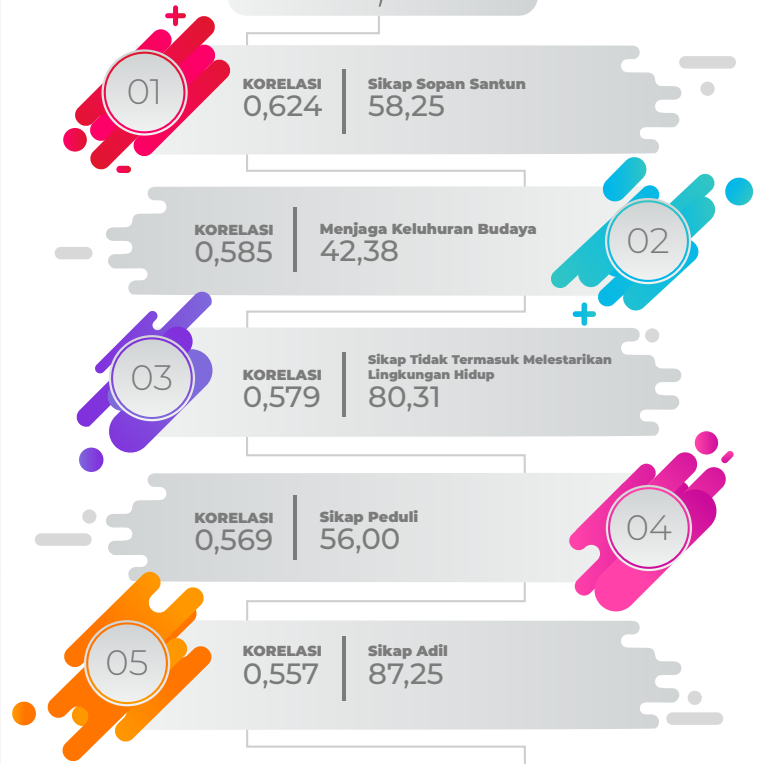 01
KORELASI
0,624
Sikap Sopan Santun
58,25
KORELASI
0,585
Menjaga Keluhuran Budaya
42,38
02
03
KORELASI
0,579
Sikap Tidak Termasuk Melestarikan
Lingkungan Hidup
80,31
KORELASI
0,569
Sikap Peduli
56,00
04
05
KORELASI
0,557
Sikap Adil
87,25